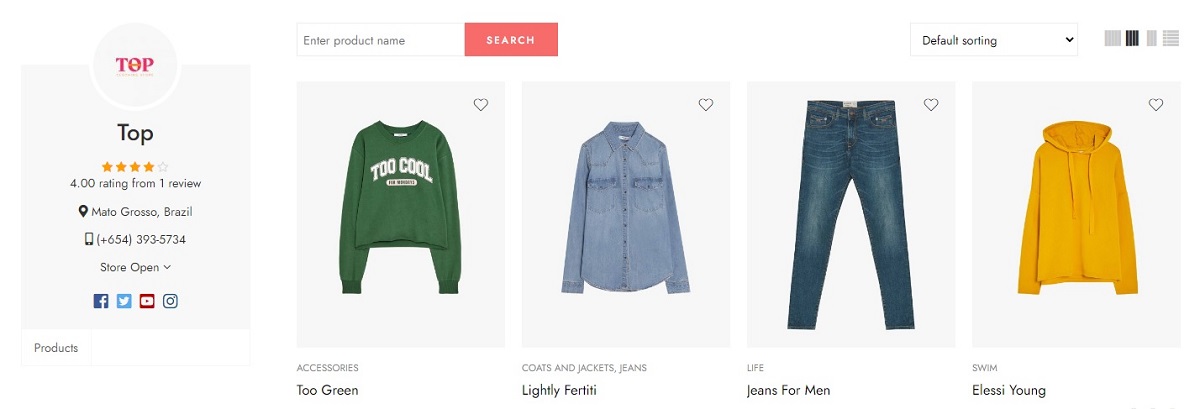 TOP
Top
4.00 rating from 1 review
Mato Grosso, Brazil
(+654) 393-5734
Store Open
Products
Enter product name
SEARCH
Default sorting
TOO COOL
FOR MONDAYS
ACCESSORIES
Too Green
COATS AND JACKETS, JEANS
Lightly Fertiti
LIFE
Jeans For Men
SWIM
Elessi Young